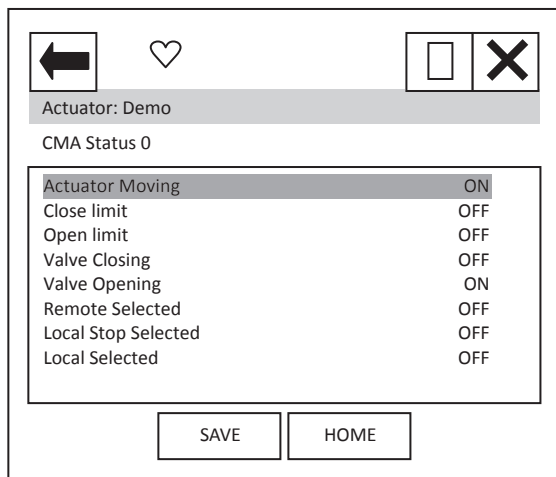 Actuator: Demo
CMA Status 0
Actuator Moving ON
Close limit OFF
Open limit OFF
Valve Closing OFF
Valve Opening ON
Remote Selected OFF
Local Stop Selected OFF
Local Selected OFF
SAVE HOME